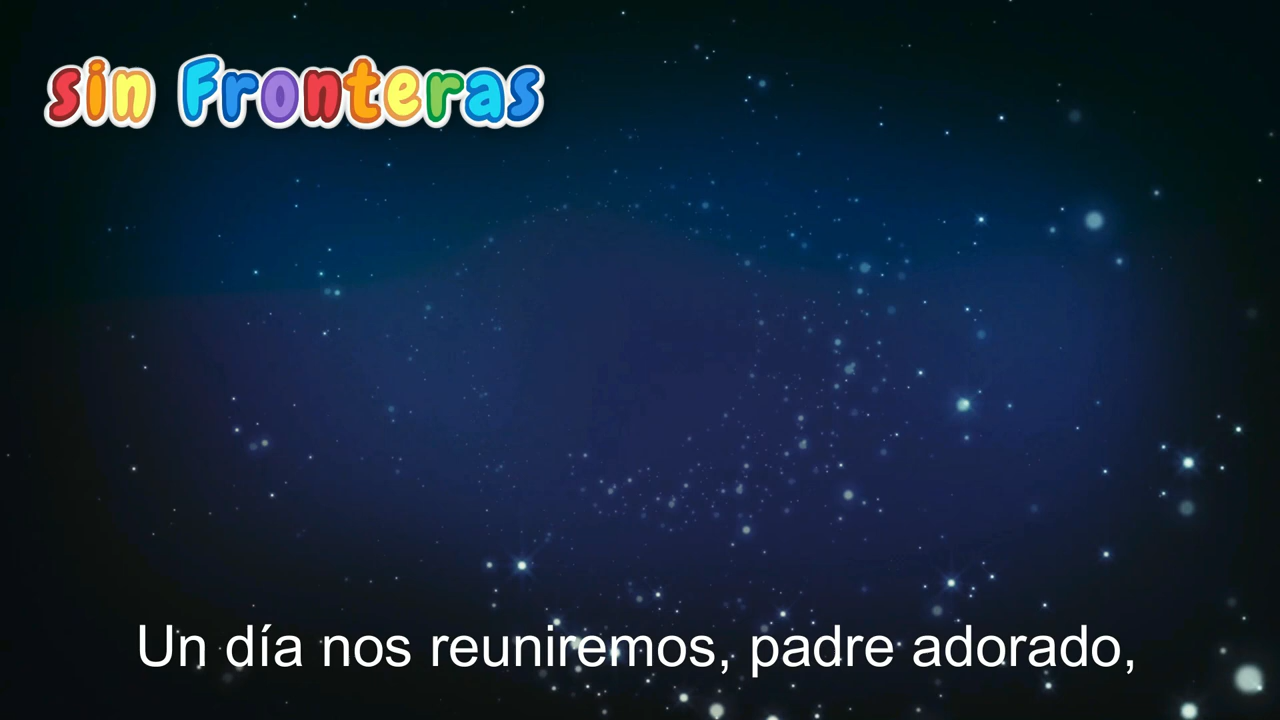 sin Fronteras
Un día nos reuniremos, padre adorado,